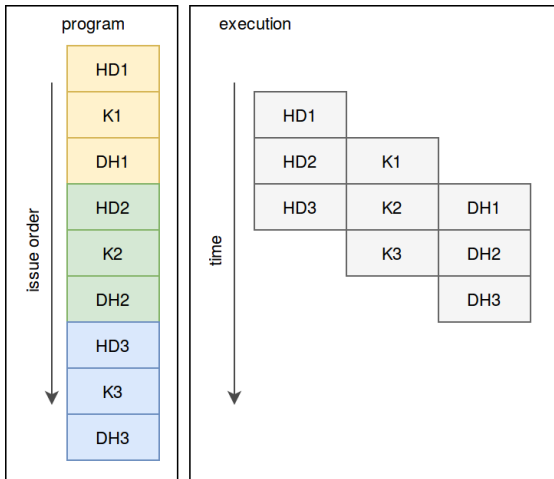 program
HD1
K1
DH1
HD2
K2
DH2
HD3
K3
DH3
issue order
execution
HD1
HD2 K1
HD3 K2 DH1
K3 DH2
DH3
time